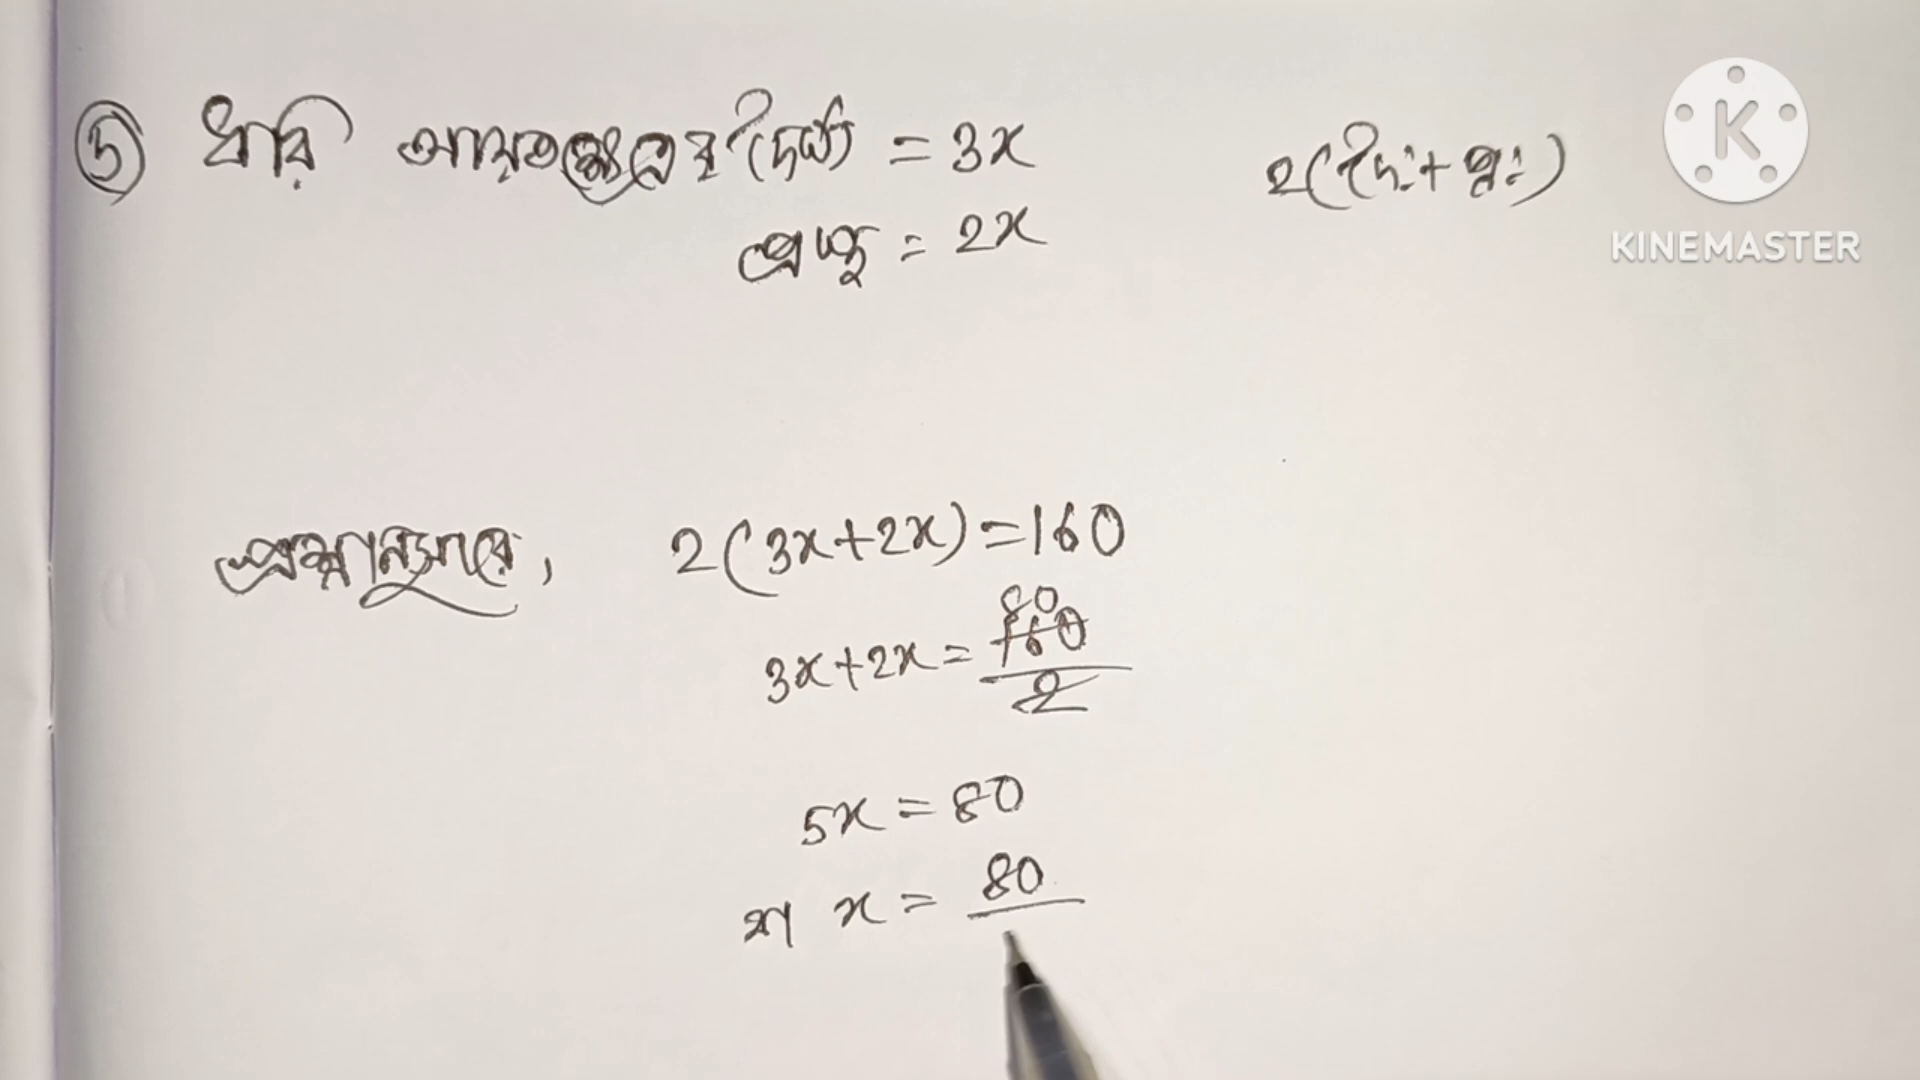 ৫ ধরি আয়তক্ষেত্রের দৈর্ঘ্য = 3x
2(দৈ:+প্র:)
প্রস্থ = 2x
প্রশ্নানুসারে, 2(3x+2x)=160
80
3x+2x=160/2
5x=80
বা x=80
KINEMASTER